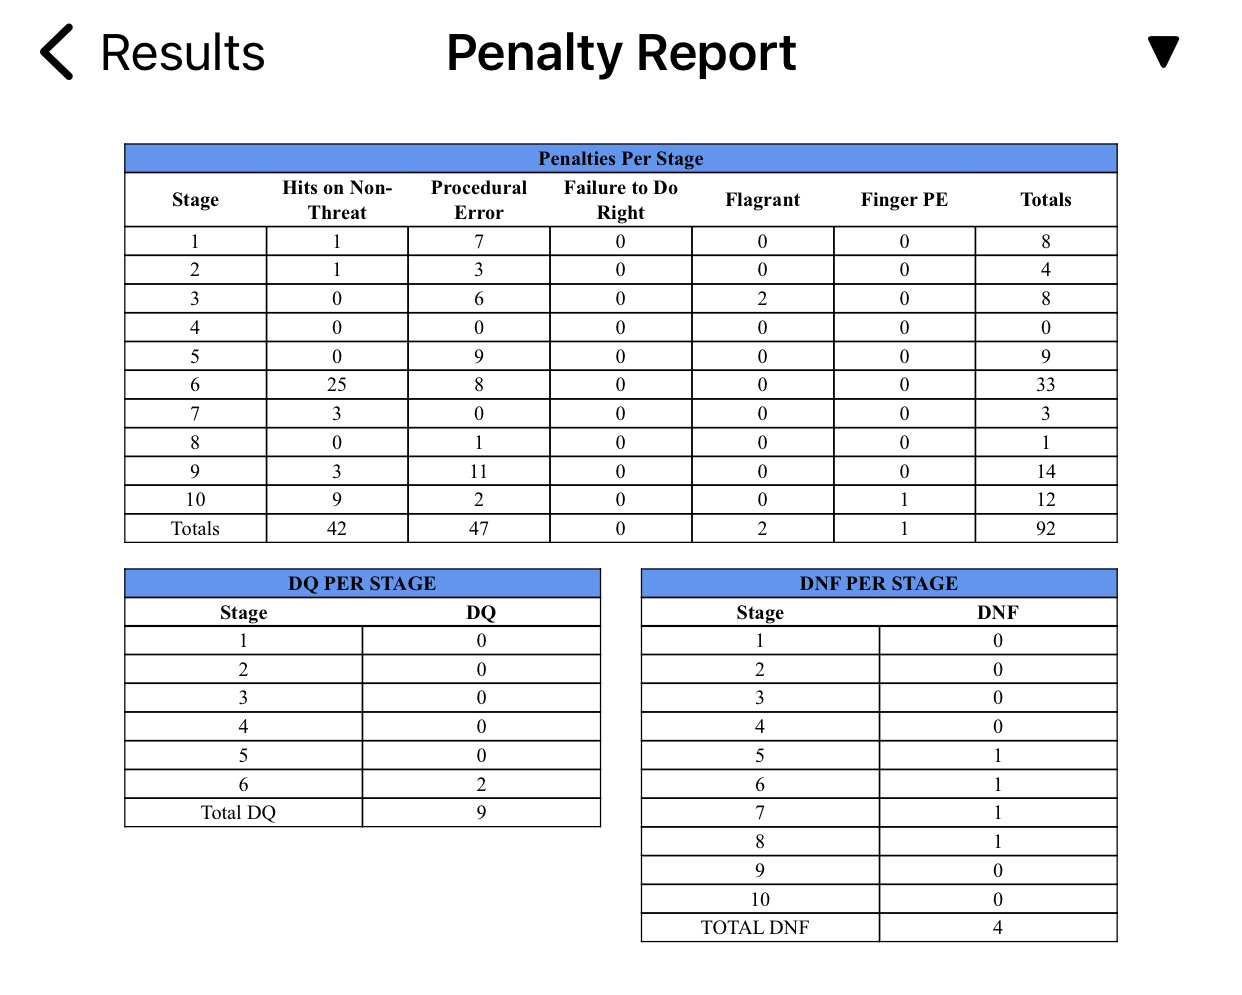 Results
Penalty Report
Penalties Per Stage
Stage Hits on Non-Threat Procedural Error Failure to Do Right Flagrant Finger PE Totals
1 1 7 0 0 0 8
2 1 3 0 0 0 4
3 0 6 0 2 0 8
4 0 0 0 0 0 0
5 0 9 0 0 0 9
6 25 8 0 0 0 33
7 3 0 0 0 0 3
8 0 1 0 0 0 1
9 3 11 0 0 0 14
10 9 2 0 0 1 12
Totals 42 47 0 2 1 92
DQ PER STAGE
Stage DQ
1 0
2 0
3 0
4 0
5 0
6 2
Total DQ 9
DNF PER STAGE
Stage DNF
1 0
2 0
3 0
4 0
5 1
6 1
7 1
8 1
9 0
10 0
TOTAL DNF 4